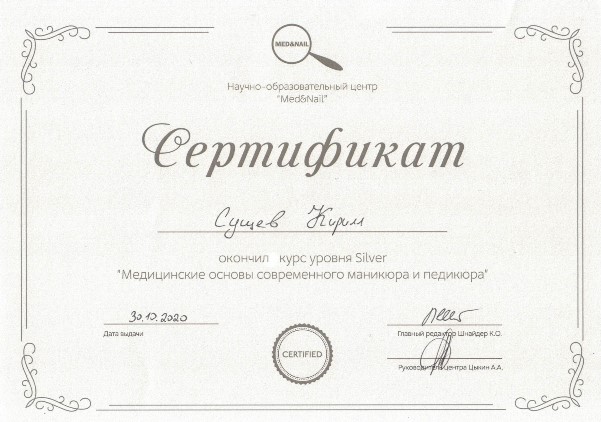 MED&NAIL
Научно-образовательный центр
"Med&Nail"
Сертификат
Сущев Кирим
окончил курс уровня Silver
"Медицинские основы современного маникюра и педикюра"
30.10.2020
Дата выдачи
Главный редактор Шнайдер К.О.
CERTIFIED
Руководитель центра Цыкин А.А.